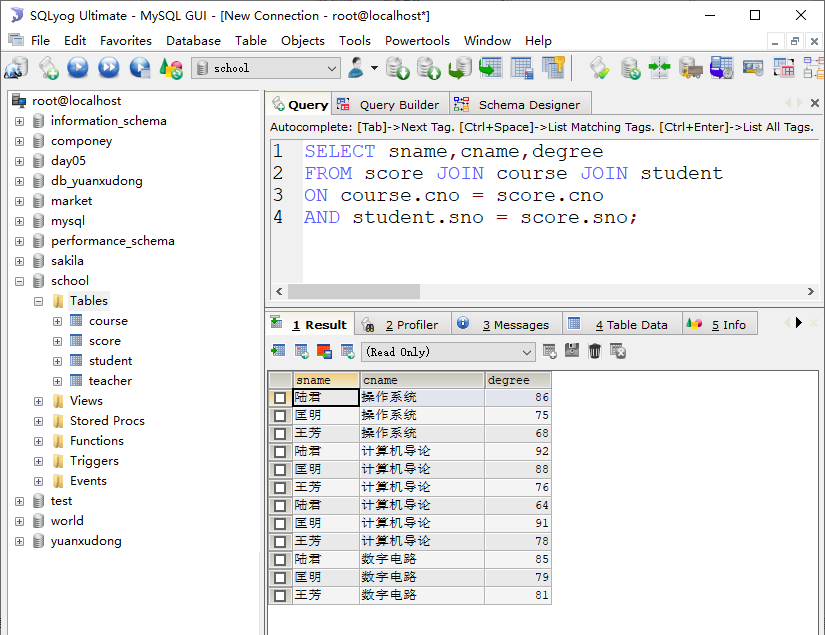 SQLyog Ultimate - MySQL GUI - [New Connection - root@localhost*]
File Edit Favorites Database Table Objects Tools Powertools Window Help
school
root@localhost
information_schema
componey
day05
db_yuanxudong
market
mysql
performance_schema
sakila
school
Tables
course
score
student
teacher
Views
Stored Procs
Functions
Triggers
Events
test
world
yuanxudong
Query Query Builder Schema Designer
Autocomplete: [Tab]->Next Tag. [Ctrl+Space]->List Matching Tags. [Ctrl+Enter]->List All Tags.
1 SELECT sname,cname,degree
2 FROM score JOIN course JOIN student
3 ON course.cno = score.cno
4 AND student.sno = score.sno;
1 Result 2 Profiler 3 Messages 4 Table Data 5 Info
(Read Only)
sname cname degree
陆君 操作系统 86
匡明 操作系统 75
王芳 操作系统 68
陆君 计算机导论 92
匡明 计算机导论 88
王芳 计算机导论 76
陆君 计算机导论 64
匡明 计算机导论 91
王芳 计算机导论 78
陆君 数字电路 85
匡明 数字电路 79
王芳 数字电路 81